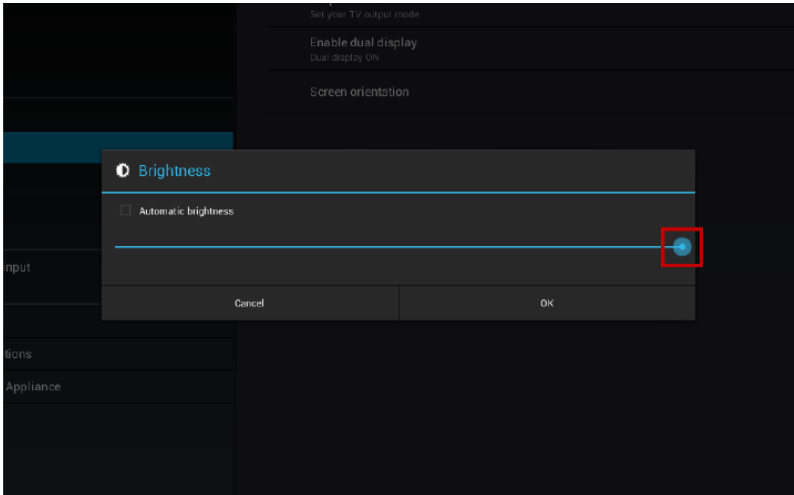 Set your TV output mode
Enable dual display
Dual display ON
Screen orientation
Brightness
Automatic brightness
input
Cancel
OK
tions
Appliance